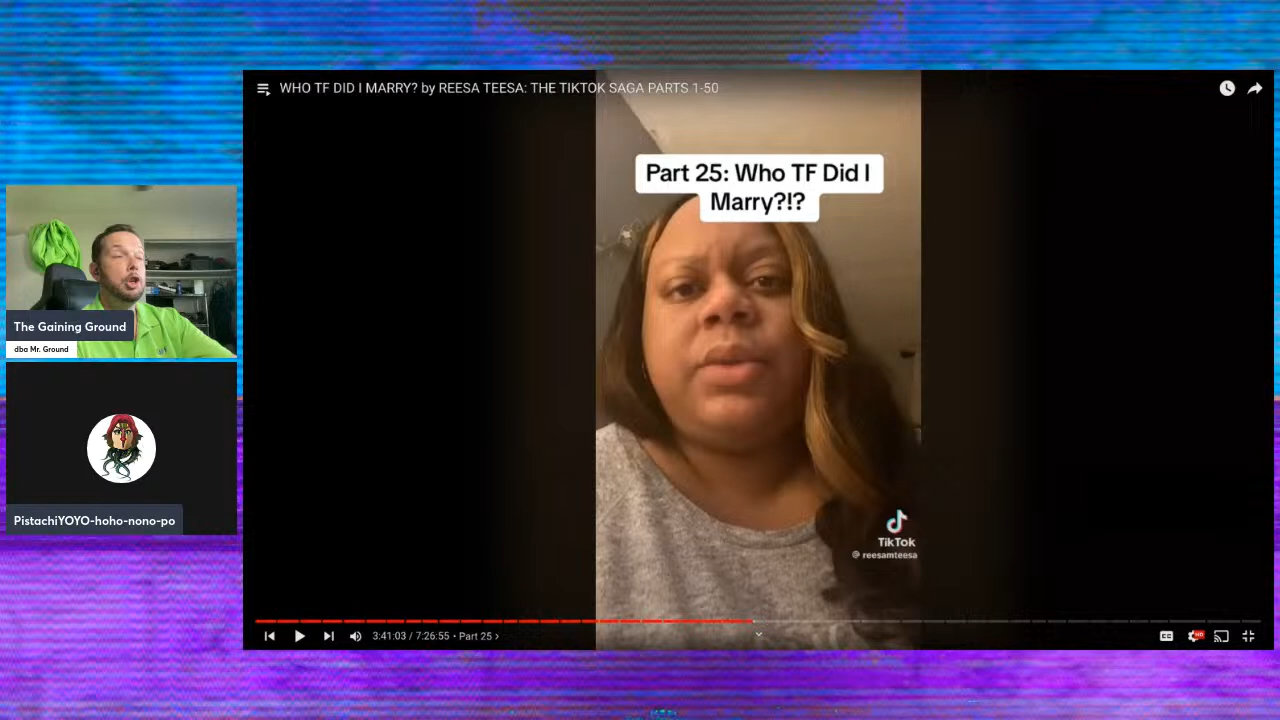 WHO TF DID I MARRY? by REESA TEESA: THE TIKTOK SAGA PARTS 1-50
Part 25: Who TF Did I
Marry?!?
The Gaining Ground
dba Mr. Ground
PistachiYOYO-hoho-nono-po
TikTok
@ reesamteesa
3:41:03 / 7:26:55 • Part 25 ›
CC
HD